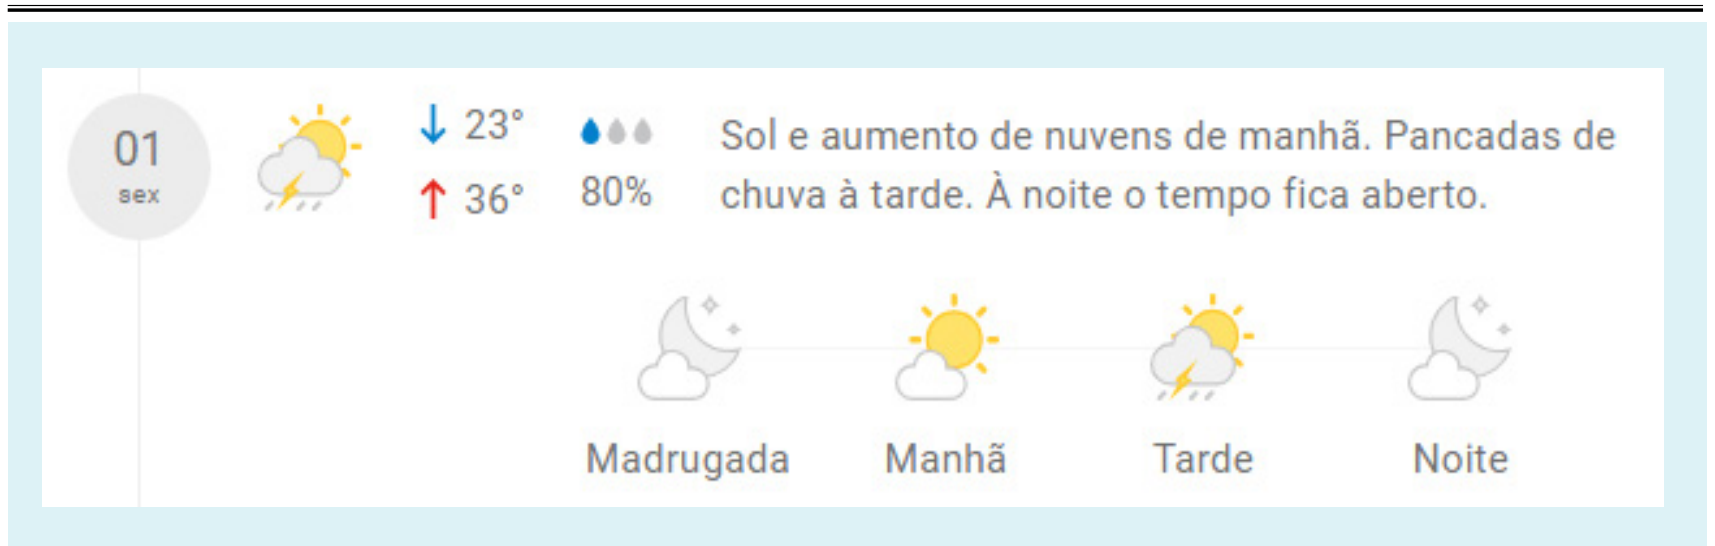 01
sex
↓ 23°
↑ 36°
80%
Sol e aumento de nuvens de manhã. Pancadas de
chuva à tarde. À noite o tempo fica aberto.
Madrugada
Manhã
Tarde
Noite